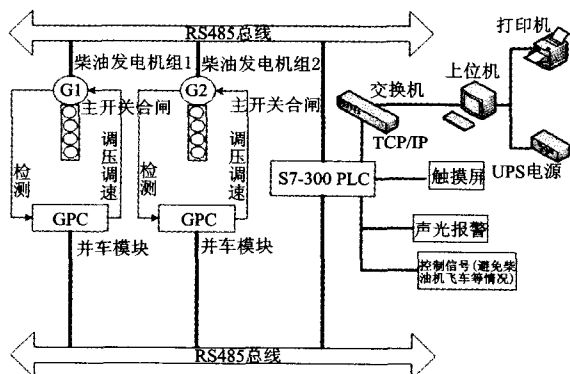 RS485总线
打印机
柴油发电机组1
柴油发电机组2
上位机
交换机
G1
G2
主开关合闸
主开关合闸
TCP/IP
UPS电源
检测
调压调速
检测
调压调速
S7-300 PLC
触摸屏
GPC
GPC
声光报警
并车模块
并车模块
控制信号(避免柴
油机飞车等情况)
RS485总线